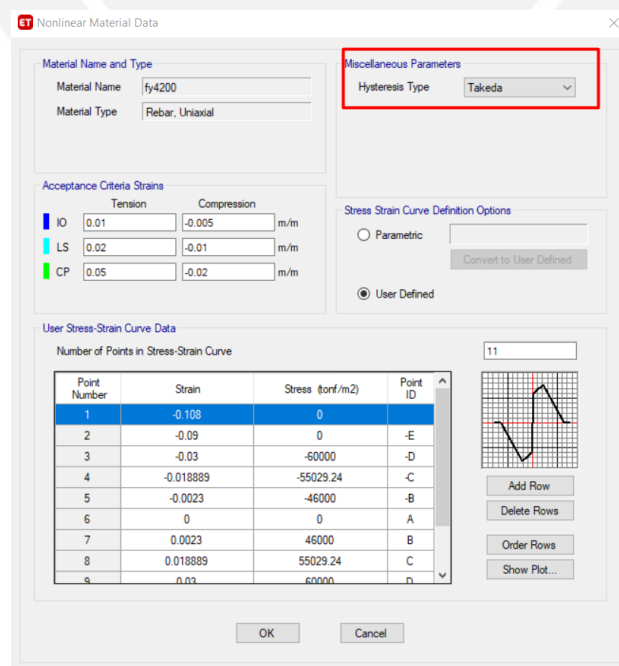 ET Nonlinear Material Data
Material Name and Type
Material Name fy4200
Material Type Rebar, Uniaxial
Miscellaneous Parameters
Hysteresis Type Takeda
Acceptance Criteria Strains
Tension Compression
IO 0.01 -0.005 m/m
LS 0.02 -0.01 m/m
CP 0.05 -0.02 m/m
Stress Strain Curve Definition Options
Parametric
Convert to User Defined
User Defined
User Stress-Strain Curve Data
Number of Points in Stress-Strain Curve 11
Point Number Strain Stress (tonf/m2) Point ID
1 -0.108 0
2 -0.09 0 -E
3 -0.03 -60000 -D
4 -0.018889 -55029.24 -C
5 -0.0023 -46000 -B
6 0 0 A
7 0.0023 46000 B
8 0.018889 55029.24 C
9 0.03 60000 D
Add Row
Delete Rows
Order Rows
Show Plot...
OK Cancel